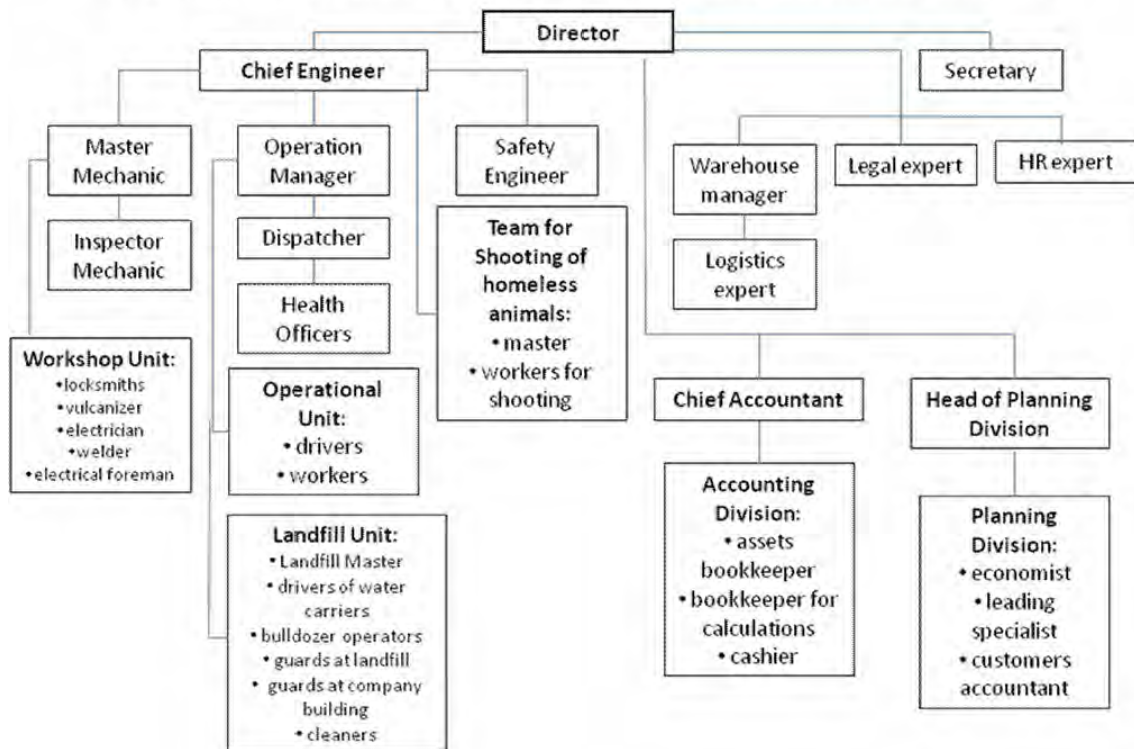 Director
Chief Engineer
Secretary
Master
Mechanic
Operation
Manager
Safety
Engineer
Warehouse
manager
Legal expert
HR expert
Inspector
Mechanic
Dispatcher
Health
Officers
Team for
Shooting of
homeless
animals:
• master
• workers for
shooting
Logistics
expert
Workshop Unit:
• locksmiths
• vulcanizer
• electrician
• welder
• electrical foreman
Operational
Unit:
• drivers
• workers
Landfill Unit:
• Landfill Master
• drivers of water
carriers
• bulldozer operators
• guards at landfill
• guards at company
building
• cleaners
Chief Accountant
Head of Planning
Division
Accounting
Division:
• assets
bookkeeper
• bookkeeper for
calculations
• cashier
Planning
Division:
• economist
• leading
specialist
• customers
accountant